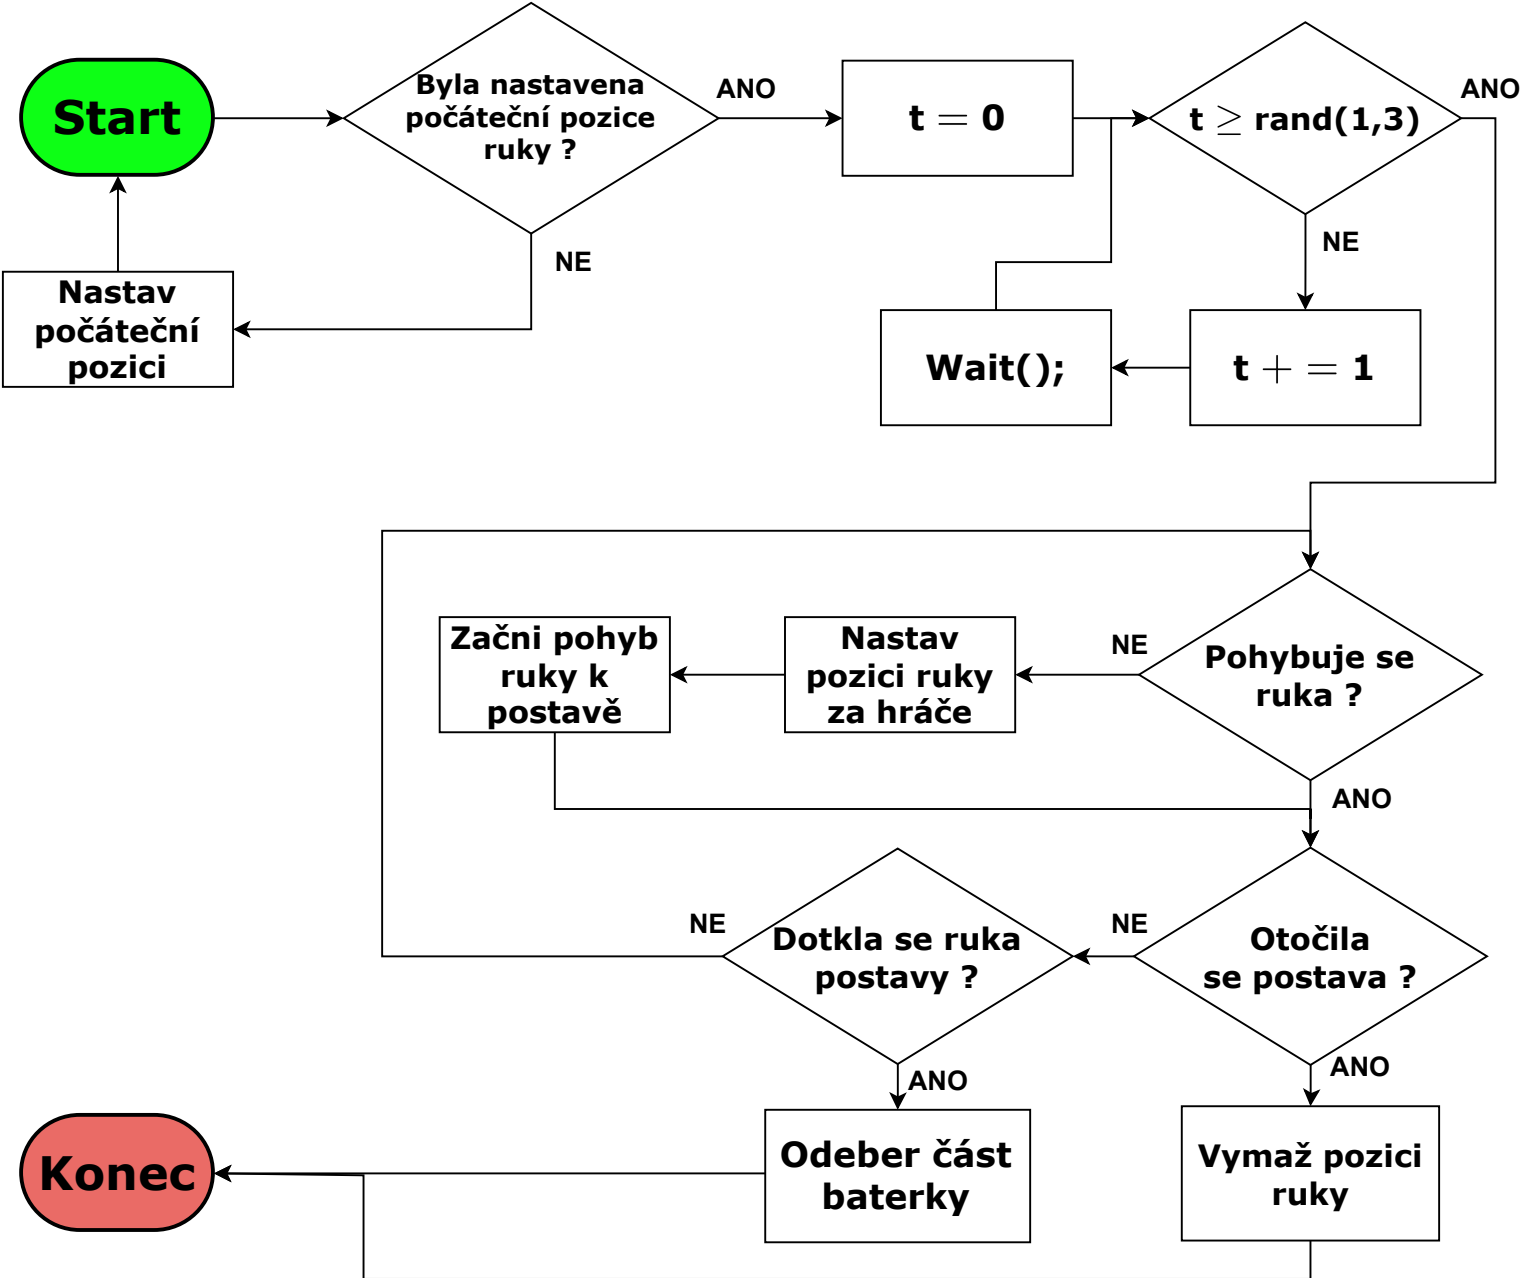 Start
Byla nastavena
počáteční pozice
ruky ?
ANO
NE
Nastav
počáteční
pozici
t = 0
t ≥ rand(1,3)
ANO
NE
t + = 1
Wait();
Pohybuje se
ruka ?
NE
ANO
Nastav
pozici ruky
za hráče
Začni pohyb
ruky k
postavě
Otočila
se postava ?
NE
ANO
Dotkla se ruka
postavy ?
NE
ANO
Odeber část
baterky
Vymaž pozici
ruky
Konec